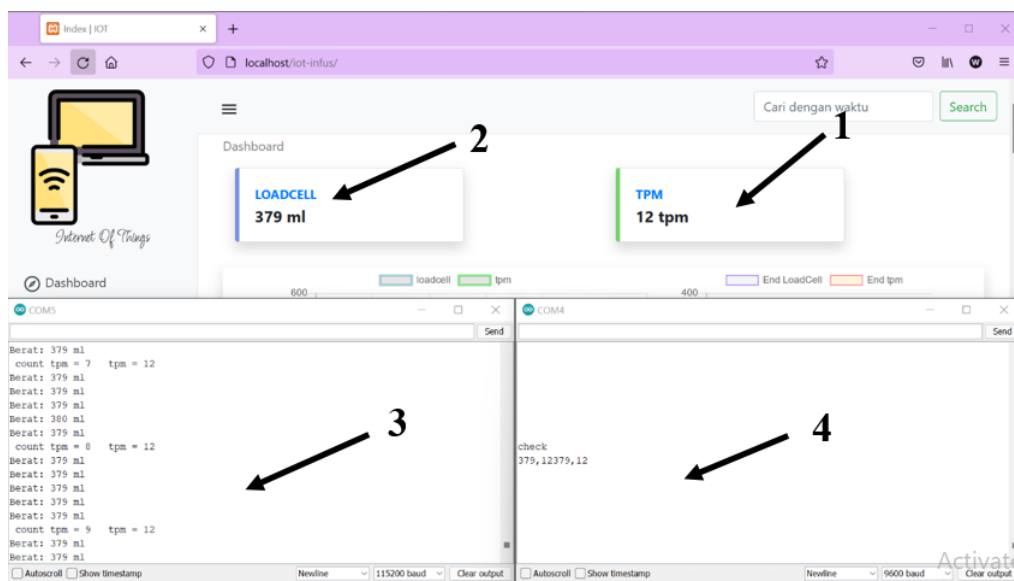 Index | IOT
localhost/iot-infus/
W
Cari dengan waktu
Search
1
2
Dashboard
LOADCELL
379 ml
TPM
12 tpm
Internet Of Things
Dashboard
loadcell tpm
End LoadCell End tpm
600
400
COM5
Send
Berat: 379 ml
count tpm = 7 tpm = 12
Berat: 379 ml
Berat: 379 ml
Berat: 380 ml
Berat: 379 ml
count tpm = 8 tpm = 12
Berat: 379 ml
Berat: 379 ml
Berat: 379 ml
Berat: 379 ml
Berat: 379 ml
count tpm = 9 tpm = 12
Berat: 379 ml
Berat: 379 ml
3
Autoscroll Show timestamp Newline 115200 baud Clear output
COM4
Send
check
379,12379,12
4
Activate
Autoscroll Show timestamp Newline 9600 baud Clear output